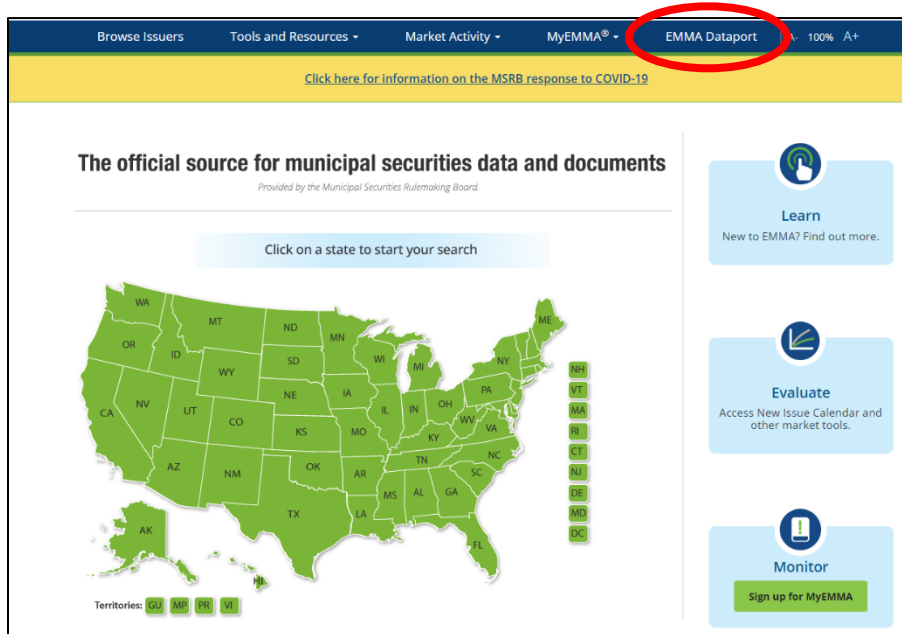 Browse Issuers Tools and Resources Market Activity MyEMMA® EMMA Dataport A- 100% A+
Click here for information on the MSRB response to COVID-19
The official source for municipal securities data and documents
Provided by the Municipal Securities Rulemaking Board.
Click on a state to start your search
WA
MT
ND
MN
ME
OR
ID
SD
WI
MI
NY
WY
NE
IA
PA
CA
NV
UT
CO
IL
IN
OH
WV
VA
KS
MO
KY
NC
AZ
NM
OK
AR
TN
SC
MS
AL
GA
TX
LA
FL
AK
HI
NH
VT
MA
RI
CT
NJ
DE
MD
DC
Territories: GU MP PR VI
Learn
New to EMMA? Find out more.
Evaluate
Access New Issue Calendar and
other market tools.
Monitor
Sign up for MyEMMA